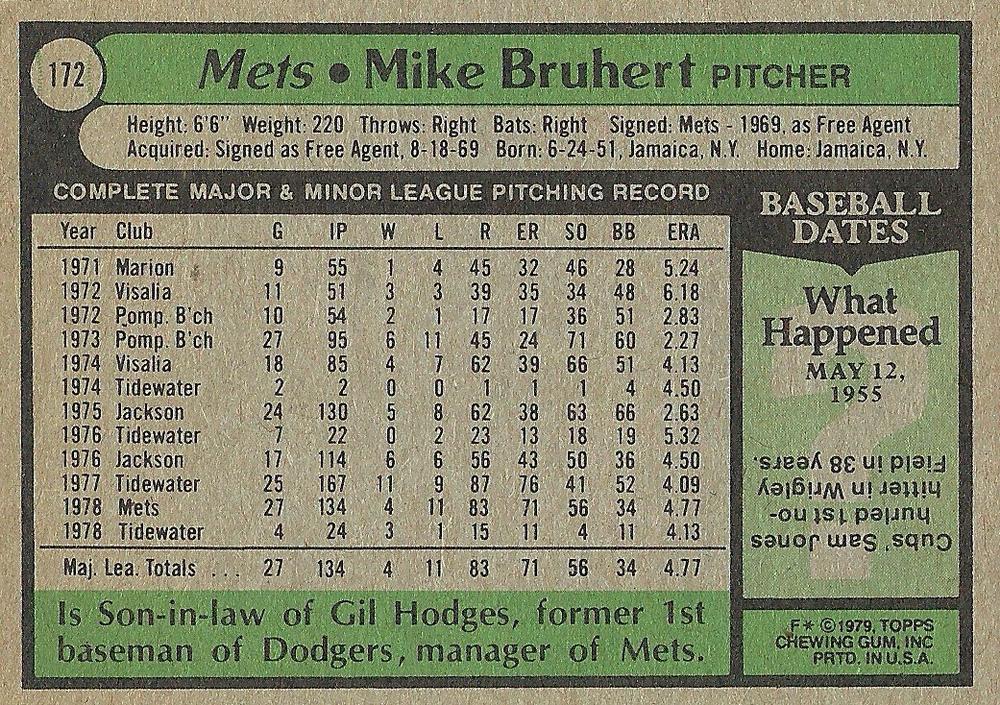 172
Mets • Mike Bruhert PITCHER
Height: 6'6" Weight: 220 Throws: Right Bats: Right Signed: Mets - 1969, as Free Agent
Acquired: Signed as Free Agent, 8-18-69 Born: 6-24-51, Jamaica, N.Y. Home: Jamaica, N.Y.
COMPLETE MAJOR & MINOR LEAGUE PITCHING RECORD
Year Club G IP W L R ER SO BB ERA
1971 Marion 9 55 1 4 45 32 46 28 5.24
1972 Visalia 11 51 3 3 39 35 34 48 6.18
1972 Pomp. B'ch 10 54 2 1 17 17 36 51 2.83
1973 Pomp. B'ch 27 95 6 11 45 24 71 60 2.27
1974 Visalia 18 85 4 7 62 39 66 51 4.13
1974 Tidewater 2 2 0 0 1 1 1 4 4.50
1975 Jackson 24 130 5 8 62 38 63 66 2.63
1976 Tidewater 7 22 0 2 23 13 18 19 5.32
1976 Jackson 17 114 6 6 56 43 50 36 4.50
1977 Tidewater 25 167 11 9 87 76 41 52 4.09
1978 Mets 27 134 4 11 83 71 56 34 4.77
1978 Tidewater 4 24 3 1 15 11 4 11 4.13
Maj. Lea. Totals ... 27 134 4 11 83 71 56 34 4.77
Is Son-in-law of Gil Hodges, former 1st
baseman of Dodgers, manager of Mets.
BASEBALL
DATES
What
Happened
MAY 12,
1955
Cubs' Sam Jones
hurled 1st no-
hitter in Wrigley
Field in 38 years.
F* © 1979, TOPPS
CHEWING GUM, INC
PRTD. IN U.S.A.